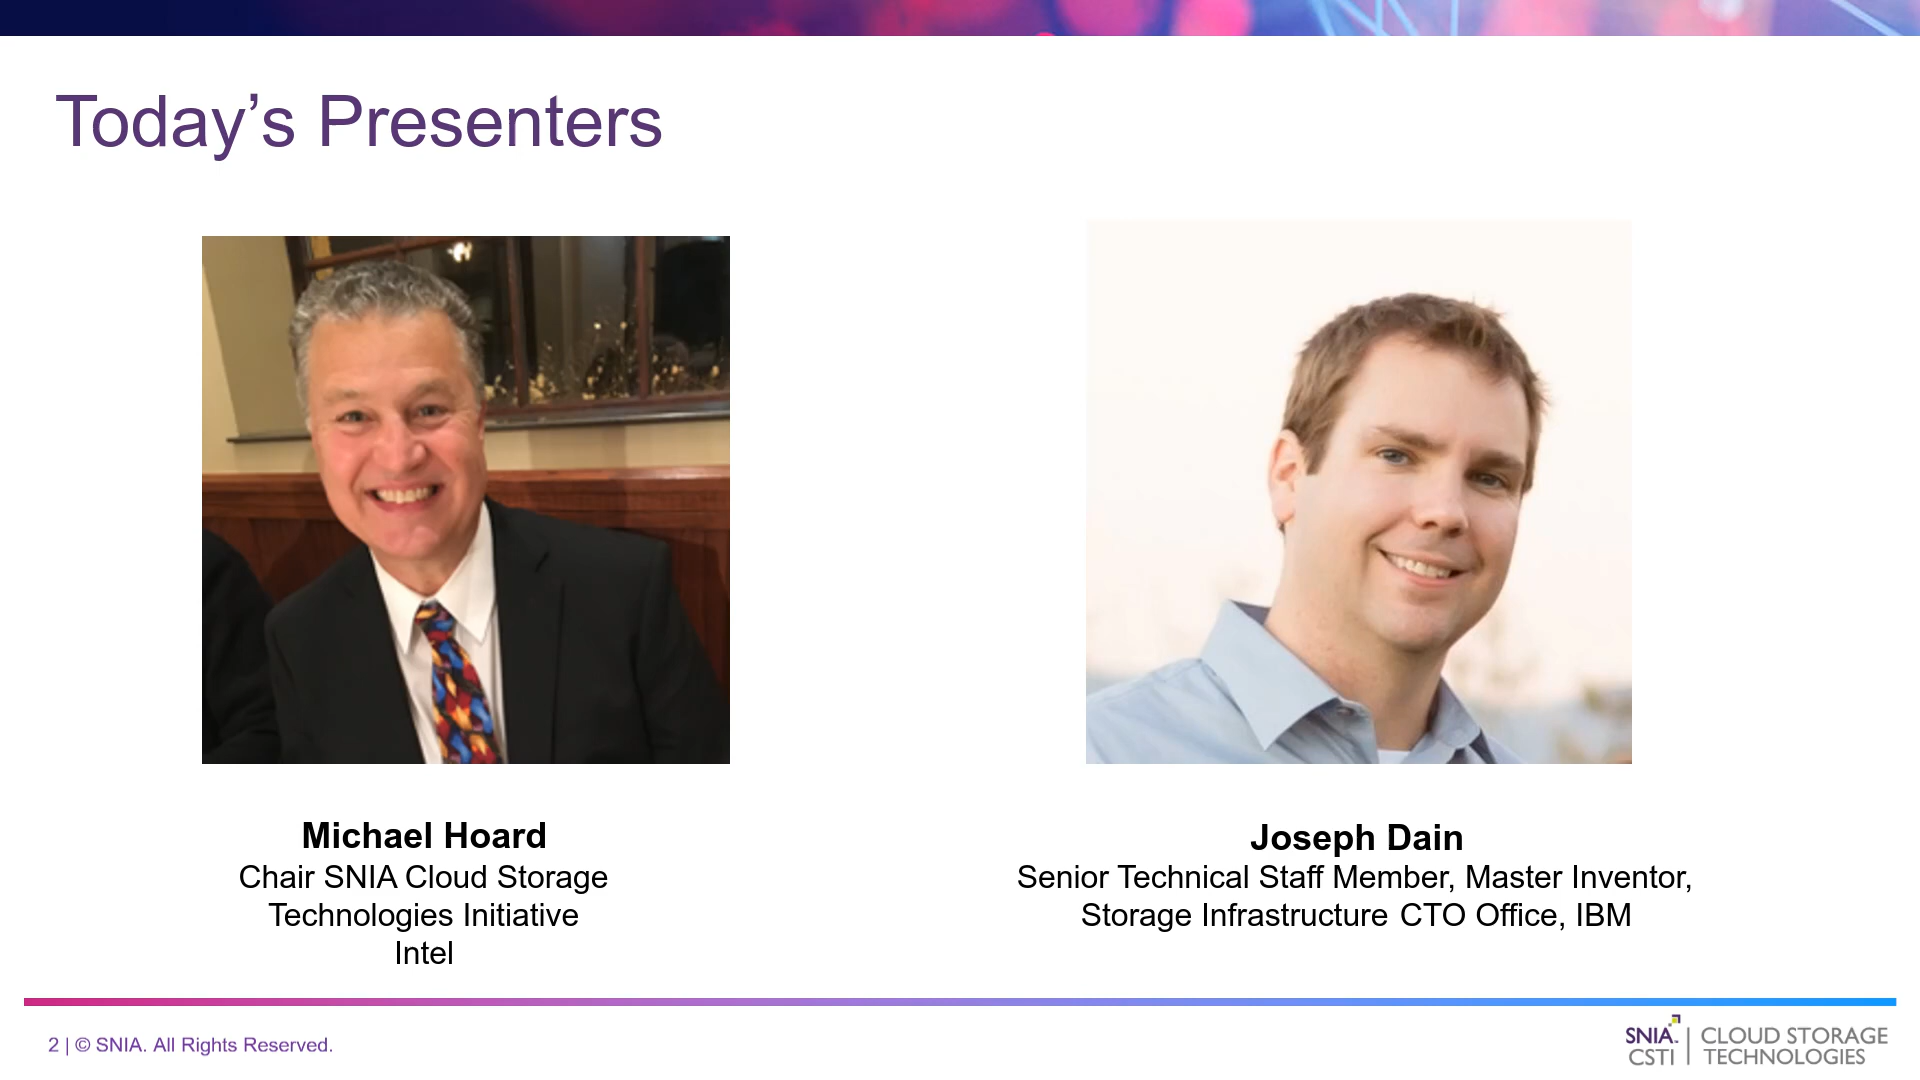 Today’s Presenters
Michael Hoard
Chair SNIA Cloud Storage
Technologies Initiative
Intel
Joseph Dain
Senior Technical Staff Member, Master Inventor,
Storage Infrastructure CTO Office, IBM
2 | © SNIA. All Rights Reserved.
SNIA. | CLOUD STORAGE
CSTI | TECHNOLOGIES